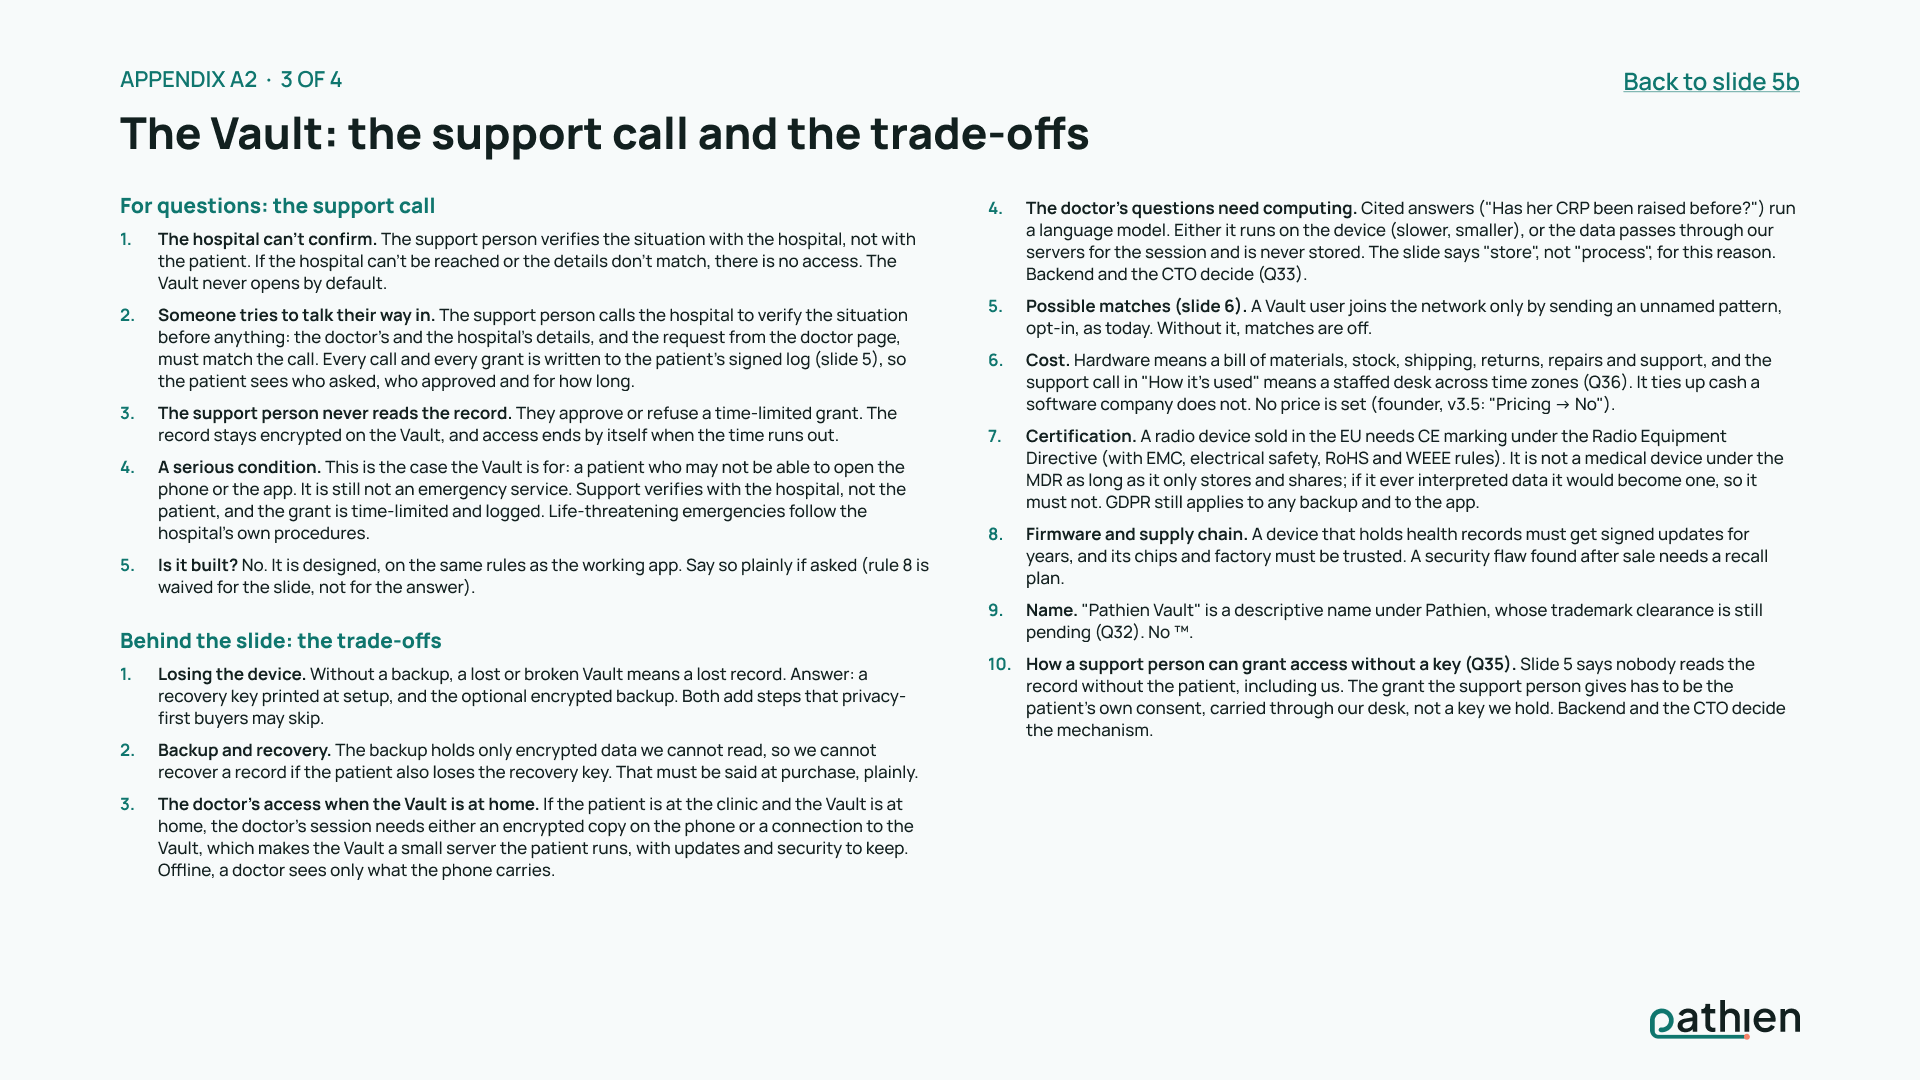 APPENDIX A2 · 3 OF 4
Back to slide 5b
The Vault: the support call and the trade-offs
For questions: the support call
1. The hospital can't confirm. The support person verifies the situation with the hospital, not with
the patient. If the hospital can't be reached or the details don't match, there is no access. The
Vault never opens by default.
2. Someone tries to talk their way in. The support person calls the hospital to verify the situation
before anything: the doctor's and the hospital's details, and the request from the doctor page,
must match the call. Every call and every grant is written to the patient's signed log (slide 5), so
the patient sees who asked, who approved and for how long.
3. The support person never reads the record. They approve or refuse a time-limited grant. The
record stays encrypted on the Vault, and access ends by itself when the time runs out.
4. A serious condition. This is the case the Vault is for: a patient who may not be able to open the
phone or the app. It is still not an emergency service. Support verifies with the hospital, not the
patient, and the grant is time-limited and logged. Life-threatening emergencies follow the
hospital's own procedures.
5. Is it built? No. It is designed, on the same rules as the working app. Say so plainly if asked (rule 8 is
waived for the slide, not for the answer).
Behind the slide: the trade-offs
1. Losing the device. Without a backup, a lost or broken Vault means a lost record. Answer: a
recovery key printed at setup, and the optional encrypted backup. Both add steps that privacy-
first buyers may skip.
2. Backup and recovery. The backup holds only encrypted data we cannot read, so we cannot
recover a record if the patient also loses the recovery key. That must be said at purchase, plainly.
3. The doctor's access when the Vault is at home. If the patient is at the clinic and the Vault is at
home, the doctor's session needs either an encrypted copy on the phone or a connection to the
Vault, which makes the Vault a small server the patient runs, with updates and security to keep.
Offline, a doctor sees only what the phone carries.
4. The doctor's questions need computing. Cited answers ("Has her CRP been raised before?") run
a language model. Either it runs on the device (slower, smaller), or the data passes through our
servers for the session and is never stored. The slide says "store", not "process", for this reason.
Backend and the CTO decide (Q33).
5. Possible matches (slide 6). A Vault user joins the network only by sending an unnamed pattern,
opt-in, as today. Without it, matches are off.
6. Cost. Hardware means a bill of materials, stock, shipping, returns, repairs and support, and the
support call in "How it's used" means a staffed desk across time zones (Q36). It ties up cash a
software company does not. No price is set (founder, v3.5: "Pricing → No").
7. Certification. A radio device sold in the EU needs CE marking under the Radio Equipment
Directive (with EMC, electrical safety, RoHS and WEEE rules). It is not a medical device under the
MDR as long as it only stores and shares; if it ever interpreted data it would become one, so it
must not. GDPR still applies to any backup and to the app.
8. Firmware and supply chain. A device that holds health records must get signed updates for
years, and its chips and factory must be trusted. A security flaw found after sale needs a recall
plan.
9. Name. "Pathien Vault" is a descriptive name under Pathien, whose trademark clearance is still
pending (Q32). No ™.
10. How a support person can grant access without a key (Q35). Slide 5 says nobody reads the
record without the patient, including us. The grant the support person gives has to be the
patient's own consent, carried through our desk, not a key we hold. Backend and the CTO decide
the mechanism.
pathien